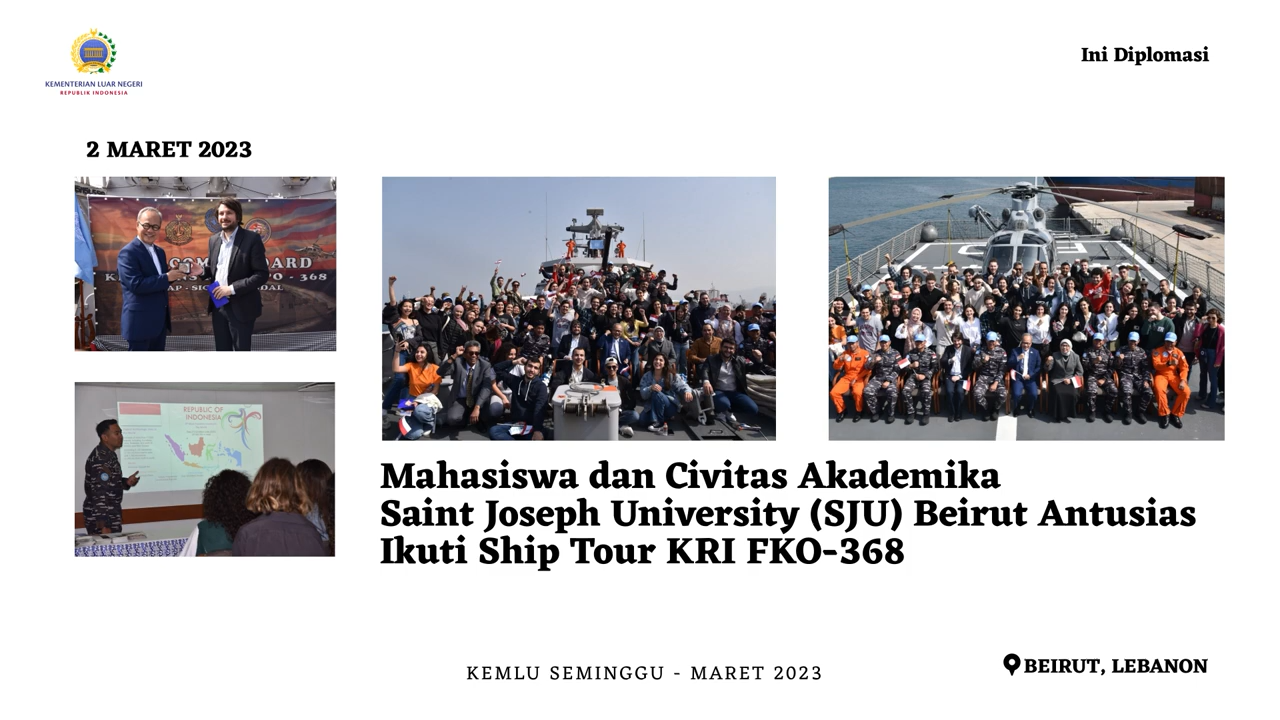 KEMENTERIAN LUAR NEGERI
REPUBLIK INDONESIA
Ini Diplomasi
2 MARET 2023
REPUBLIC OF
INDONESIA
Mahasiswa dan Civitas Akademika
Saint Joseph University (SJU) Beirut Antusias
Ikuti Ship Tour KRI FKO-368
KEMLU SEMINGGU - MARET 2023
BEIRUT, LEBANON